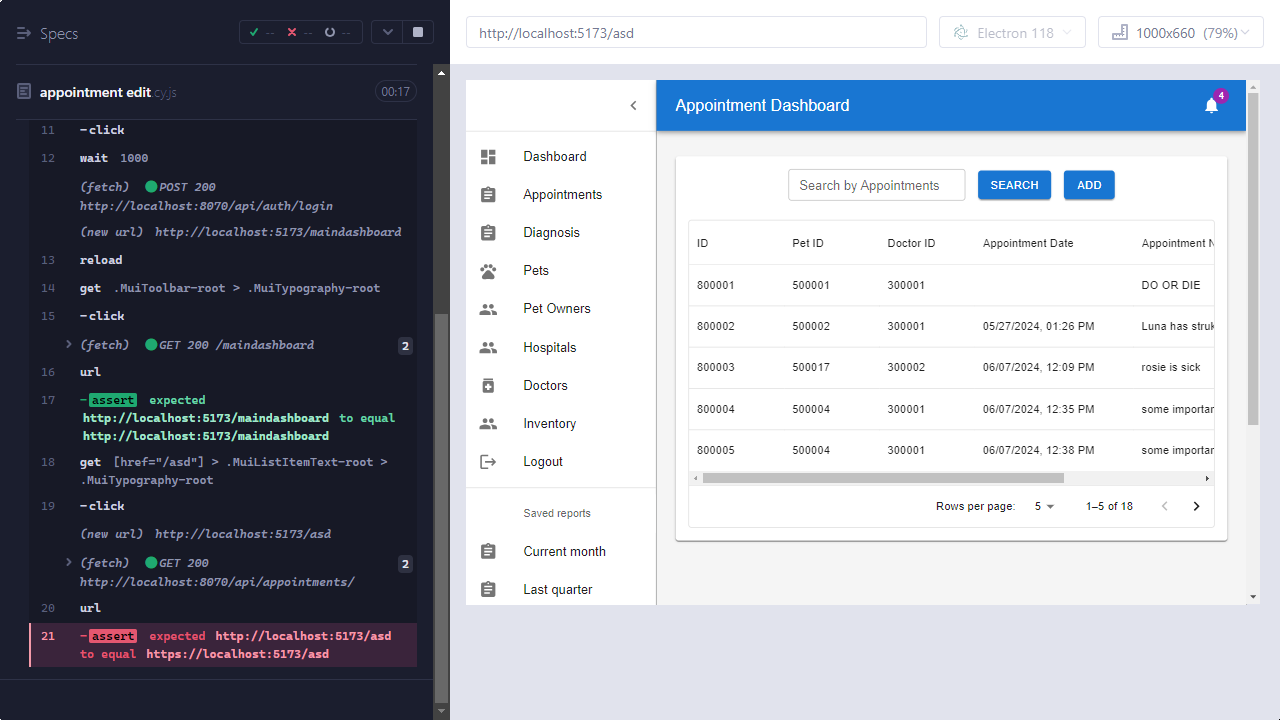 Specs
-- -- --
appointment edit cy.js
00:17
11 -click
12 wait 1000
(fetch) POST 200
http://localhost:8070/api/auth/login
(new url) http://localhost:5173/maindashboard
13 reload
14 get .MuiToolbar-root > .MuiTypography-root
15 -click
(fetch) GET 200 /maindashboard 2
16 url
17 -assert expected
http://localhost:5173/maindashboard to equal
http://localhost:5173/maindashboard
18 get [href="/asd"] > .MuiListItemText-root >
.MuiTypography-root
19 -click
(new url) http://localhost:5173/asd
(fetch) GET 200 2
http://localhost:8070/api/appointments/
20 url
21 -assert expected http://localhost:5173/asd
to equal https://localhost:5173/asd
http://localhost:5173/asd
Electron 118
1000x660 (79%)
Dashboard
Appointments
Diagnosis
Pets
Pet Owners
Hospitals
Doctors
Inventory
Logout
Saved reports
Current month
Last quarter
Appointment Dashboard
4
Search by Appointments SEARCH ADD
ID Pet ID Doctor ID Appointment Date Appointment N
800001 500001 300001 DO OR DIE
800002 500002 300001 05/27/2024, 01:26 PM Luna has struk
800003 500017 300002 06/07/2024, 12:09 PM rosie is sick
800004 500004 300001 06/07/2024, 12:35 PM some importan
800005 500004 300001 06/07/2024, 12:38 PM some importan
Rows per page: 5 1–5 of 18